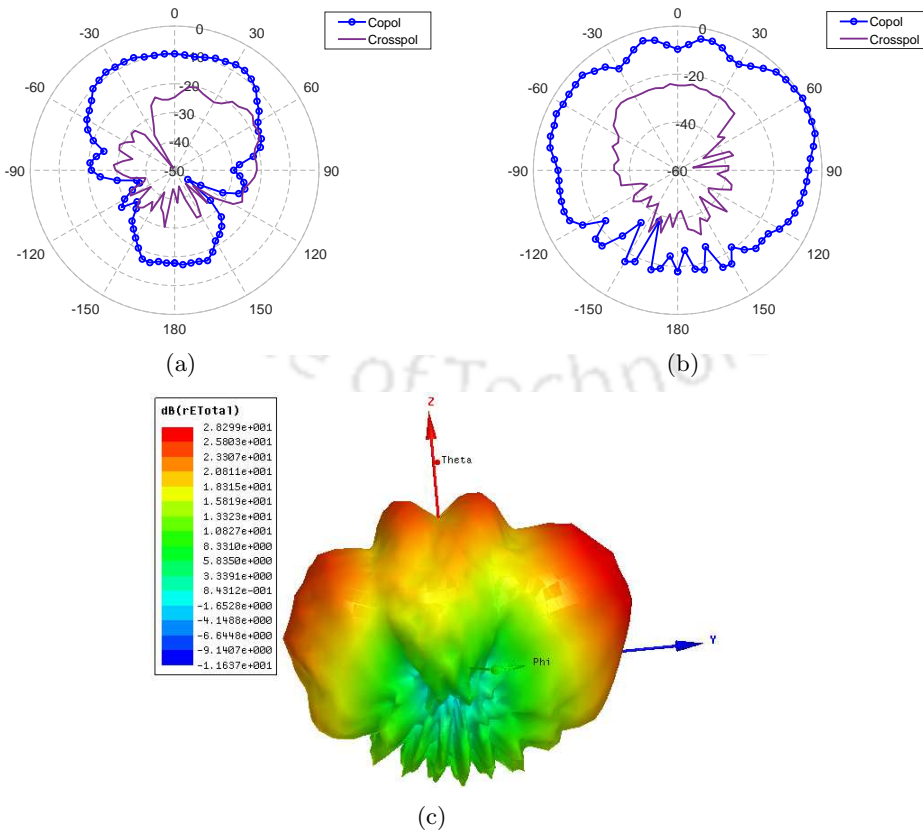 0
-30
30
-60
60
-90
90
-120
120
-150
150
180
0
-20
-30
-40
-50
Copol
Crosspol
(a)
0
-30
30
-60
60
-90
90
-120
120
-150
150
180
0
-20
-40
-60
Copol
Crosspol
(b)
of Techno
dB(rETotal)
2.8299e+001
2.5803e+001
2.3307e+001
2.0811e+001
1.8315e+001
1.5819e+001
1.3323e+001
1.0827e+001
8.3310e+000
5.8350e+000
3.3391e+000
8.4312e-001
-1.6528e+000
-4.1488e+000
-6.6448e+000
-9.1407e+000
-1.1637e+001
Z
Theta
Y
Phi
(c)